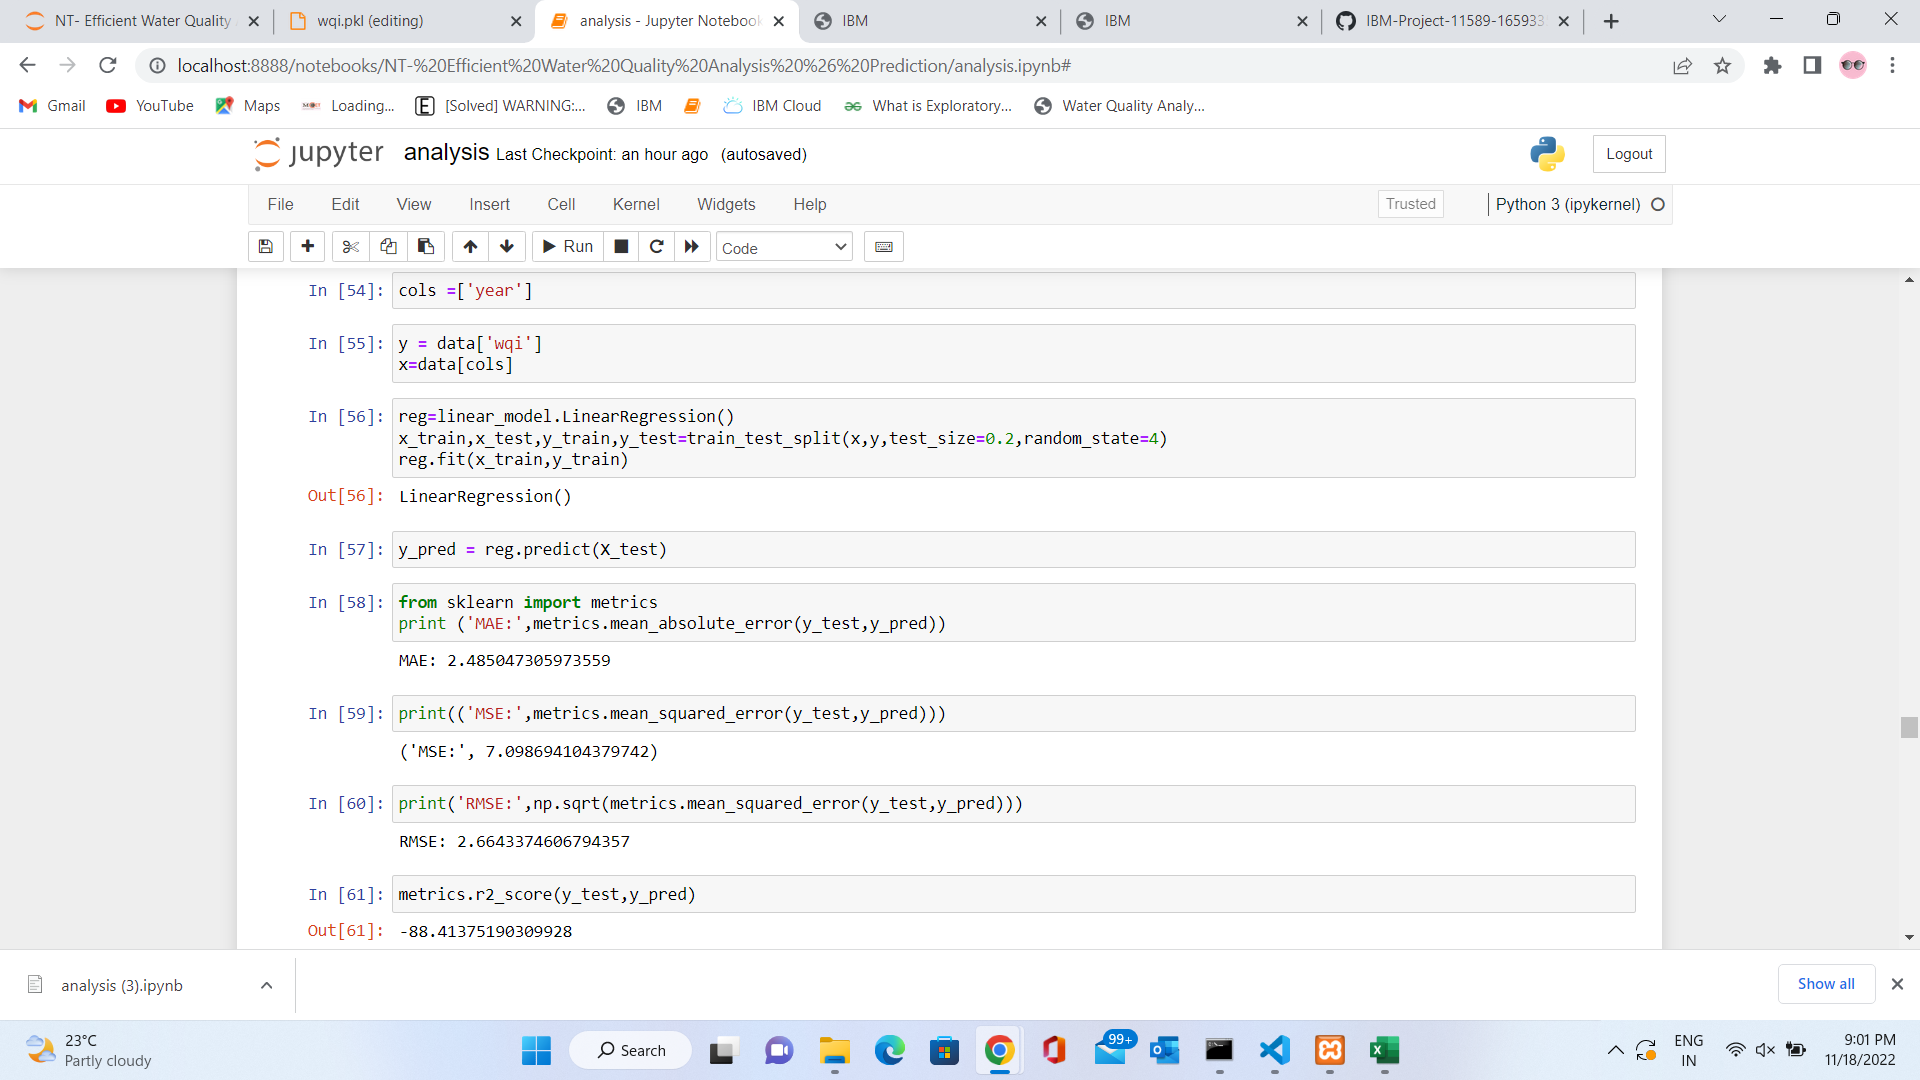 NT- Efficient Water Quality
wqi.pkl (editing)
analysis - Jupyter Notebook
IBM
IBM
IBM-Project-11589-165933
localhost:8888/notebooks/NT-%20Efficient%20Water%20Quality%20Analysis%20%26%20Prediction/analysis.ipynb#
Gmail
YouTube
Maps
Loading...
[Solved] WARNING:...
IBM
IBM Cloud
What is Exploratory...
Water Quality Analy...
jupyter analysis Last Checkpoint: an hour ago (autosaved)
Logout
File Edit View Insert Cell Kernel Widgets Help
Trusted
Python 3 (ipykernel)
Run
Code
In [54]: cols =['year']
In [55]: y = data['wqi']
x=data[cols]
In [56]: reg=linear_model.LinearRegression()
x_train,x_test,y_train,y_test=train_test_split(x,y,test_size=0.2,random_state=4)
reg.fit(x_train,y_train)
Out[56]: LinearRegression()
In [57]: y_pred = reg.predict(X_test)
In [58]: from sklearn import metrics
print ('MAE:',metrics.mean_absolute_error(y_test,y_pred))
MAE: 2.485047305973559
In [59]: print(('MSE:',metrics.mean_squared_error(y_test,y_pred)))
('MSE:', 7.098694104379742)
In [60]: print('RMSE:',np.sqrt(metrics.mean_squared_error(y_test,y_pred)))
RMSE: 2.6643374606794357
In [61]: metrics.r2_score(y_test,y_pred)
Out[61]: -88.41375190309928
analysis (3).ipynb
Show all
23°C
Partly cloudy
Search
99+
ENG
IN
9:01 PM
11/18/2022